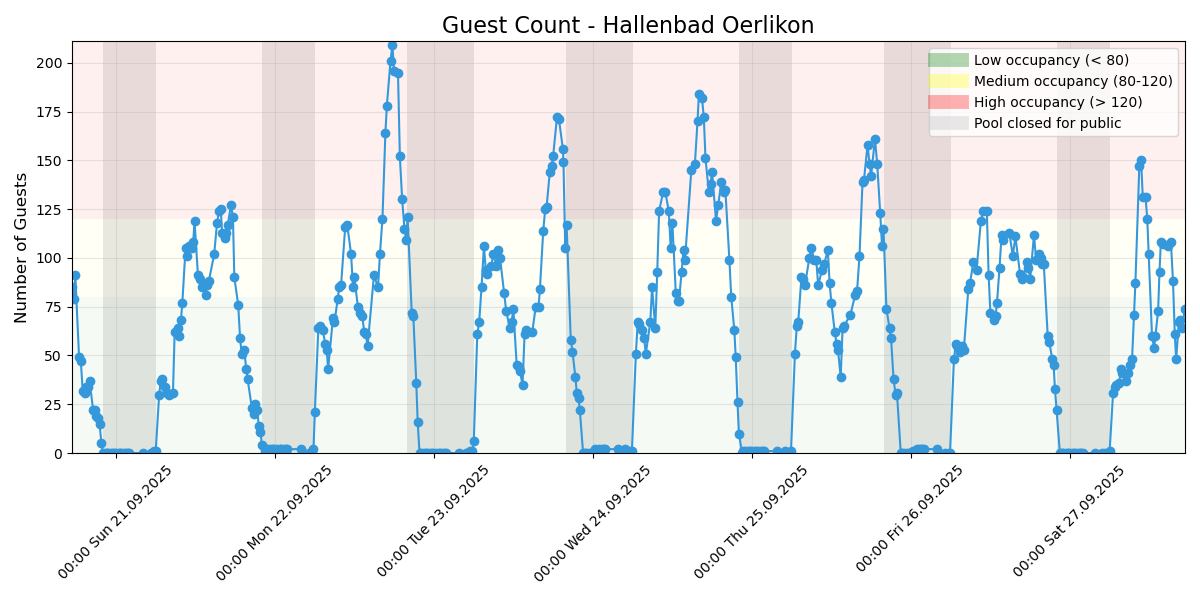 Guest Count - Hallenbad Oerlikon
Number of Guests
200
175
150
125
100
75
50
25
0
Low occupancy (< 80)
Medium occupancy (80-120)
High occupancy (> 120)
Pool closed for public
00:00 Sun 21.09.2025
00:00 Mon 22.09.2025
00:00 Tue 23.09.2025
00:00 Wed 24.09.2025
00:00 Thu 25.09.2025
00:00 Fri 26.09.2025
00:00 Sat 27.09.2025